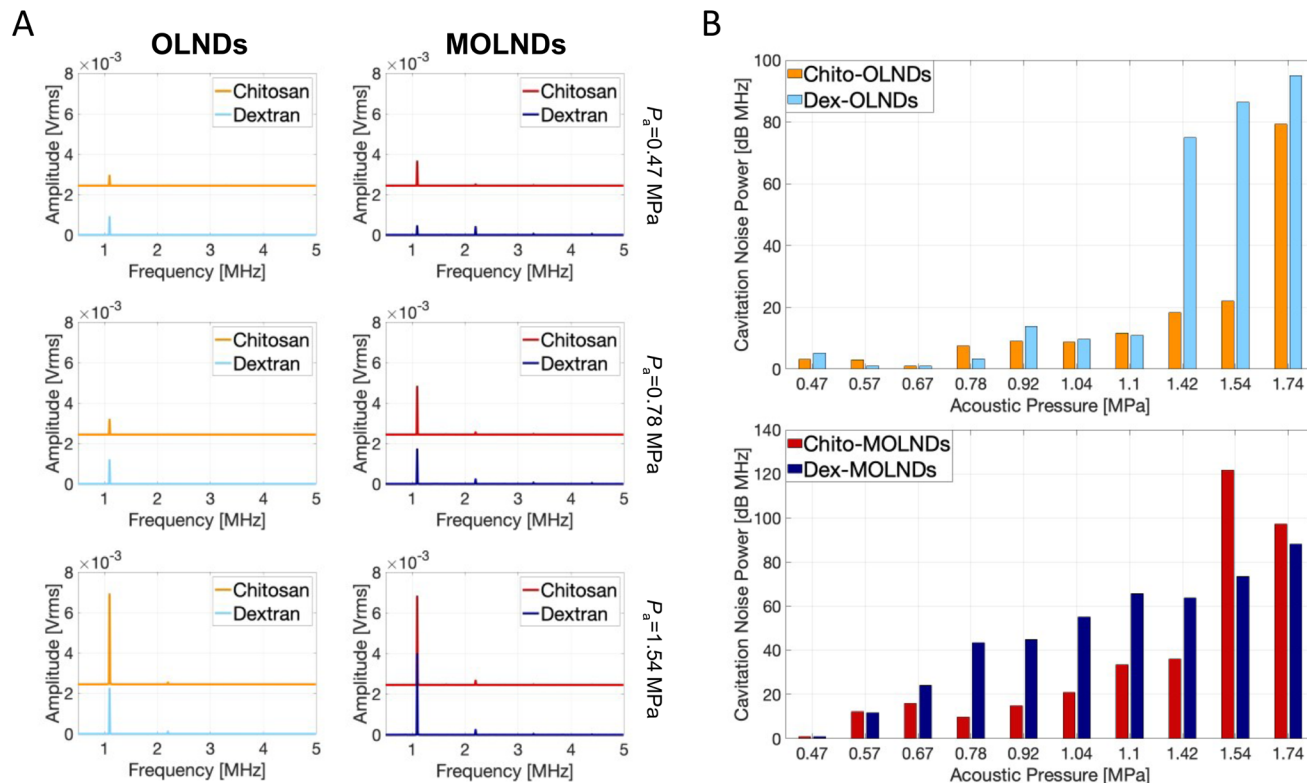 A
B
OLNDs
MOLNDs
×10⁻³
8
6
4
2
0
Amplitude [Vrms]
Chitosan
Dextran
1 2 3 4 5
Frequency [MHz]
×10⁻³
8
6
4
2
0
Amplitude [Vrms]
Chitosan
Dextran
1 2 3 4 5
Frequency [MHz]
Pa=0.47 MPa
×10⁻³
8
6
4
2
0
Amplitude [Vrms]
Chitosan
Dextran
1 2 3 4 5
Frequency [MHz]
×10⁻³
8
6
4
2
0
Amplitude [Vrms]
Chitosan
Dextran
1 2 3 4 5
Frequency [MHz]
Pa=0.78 MPa
×10⁻³
8
6
4
2
0
Amplitude [Vrms]
Chitosan
Dextran
1 2 3 4 5
Frequency [MHz]
×10⁻³
8
6
4
2
0
Amplitude [Vrms]
Chitosan
Dextran
1 2 3 4 5
Frequency [MHz]
Pa=1.54 MPa
100
80
60
40
20
0
Cavitation Noise Power [dB MHz]
Chito-OLNDs
Dex-OLNDs
0.47 0.57 0.67 0.78 0.92 1.04 1.1 1.42 1.54 1.74
Acoustic Pressure [MPa]
140
120
100
80
60
40
20
0
Cavitation Noise Power [dB MHz]
Chito-MOLNDs
Dex-MOLNDs
0.47 0.57 0.67 0.78 0.92 1.04 1.1 1.42 1.54 1.74
Acoustic Pressure [MPa]